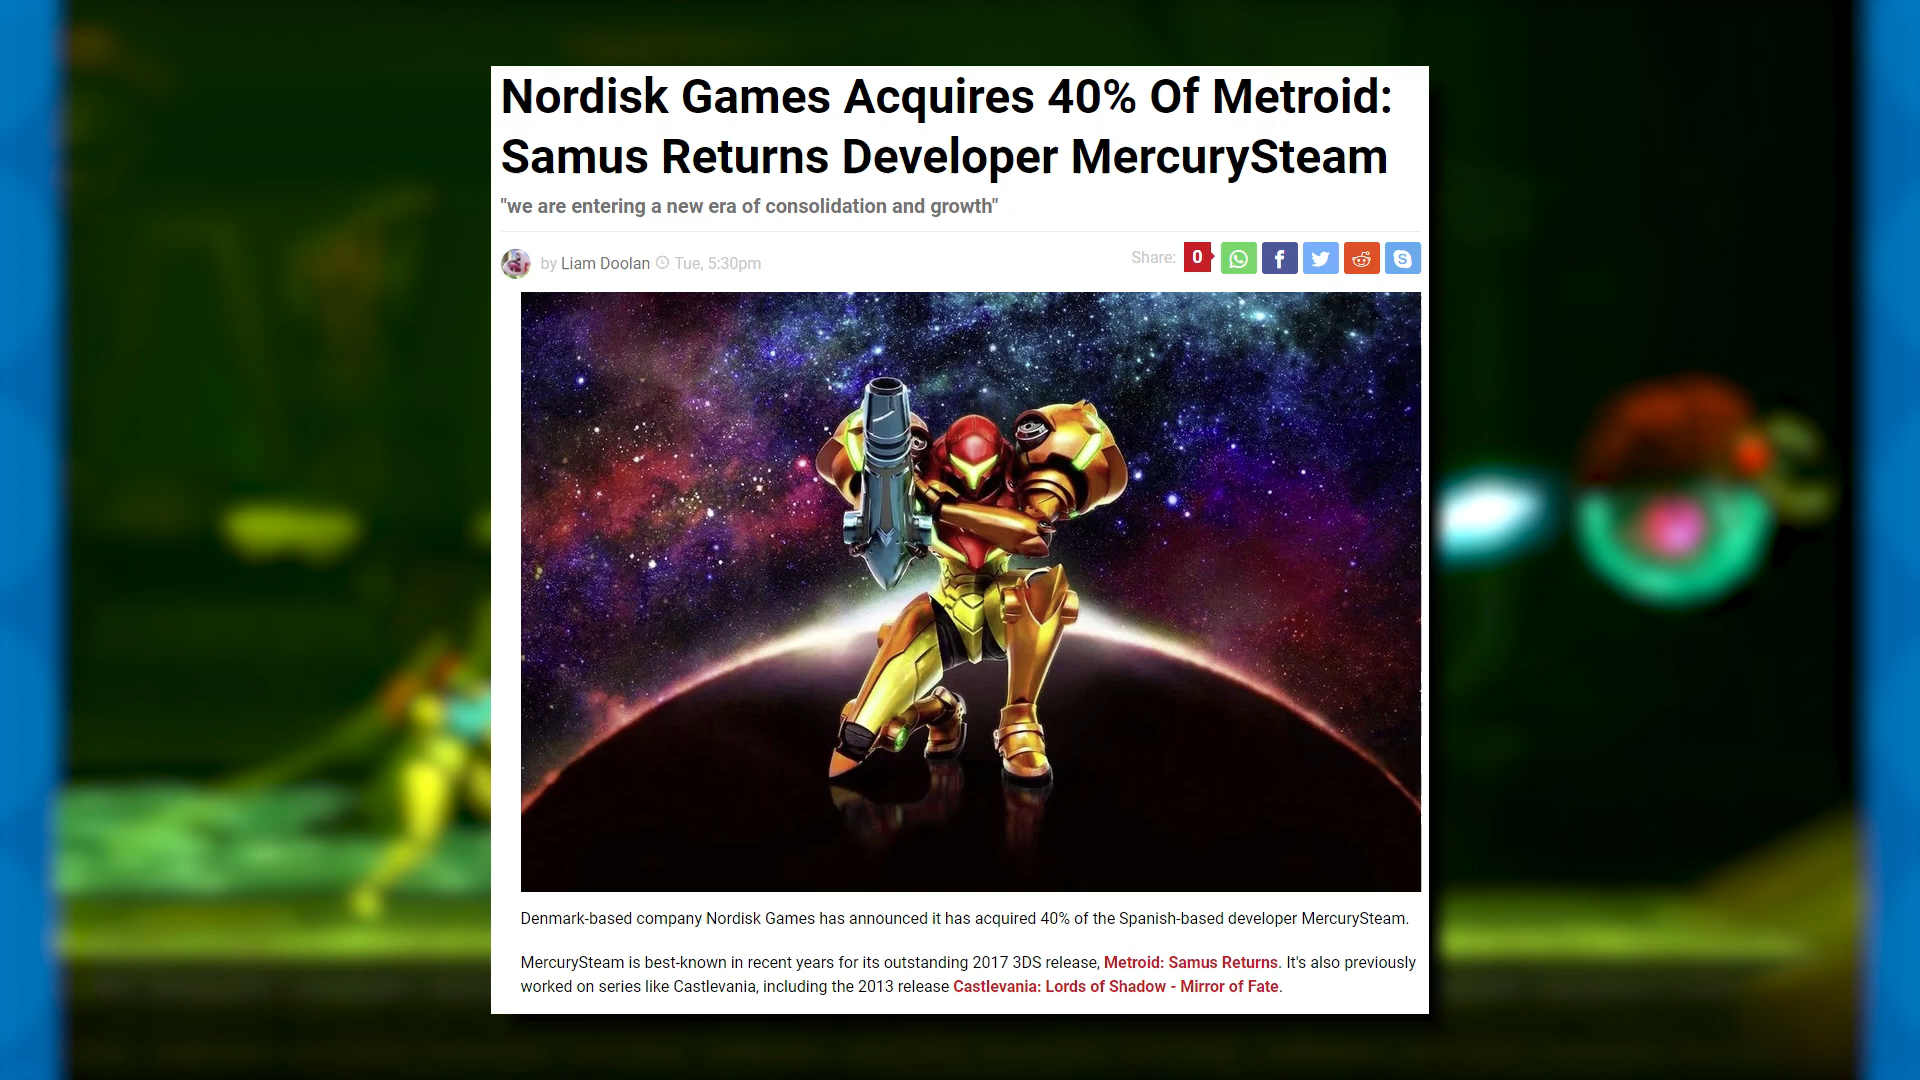 Nordisk Games Acquires 40% Of Metroid:
Samus Returns Developer MercurySteam
"we are entering a new era of consolidation and growth"
by Liam Doolan Tue, 5:30pm
Share: 0
Denmark-based company Nordisk Games has announced it has acquired 40% of the Spanish-based developer MercurySteam.
MercurySteam is best-known in recent years for its outstanding 2017 3DS release, Metroid: Samus Returns. It's also previously
worked on series like Castlevania, including the 2013 release Castlevania: Lords of Shadow - Mirror of Fate.